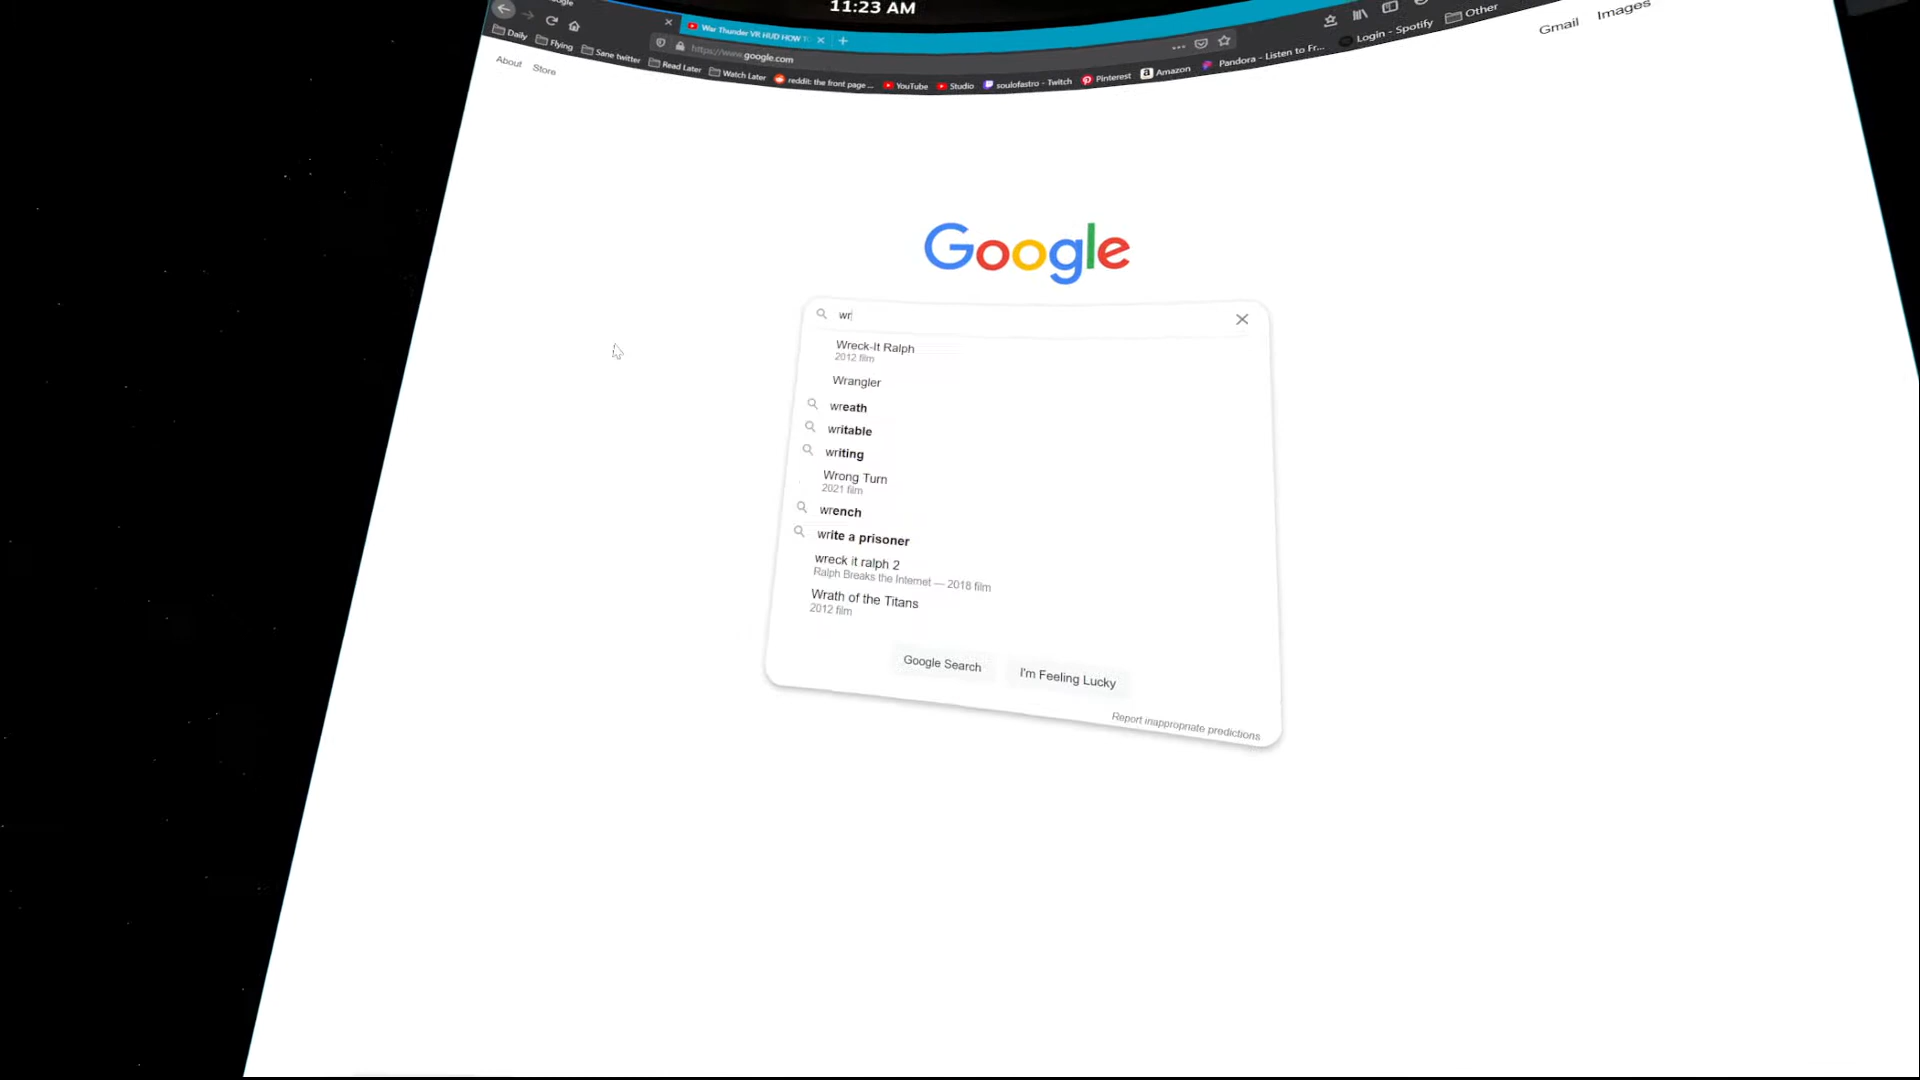 11:23 AM
War Thunder VR HUD HOW
https://www.google.com
Daily
Flying
Sane twitter
Read Later
Watch Later
reddit: the front page ...
YouTube
Studio
soulofastro - Twitch
Pinterest
Amazon
Pandora - Listen to Fr...
Login - Spotify
Other
About
Store
Gmail
Images
Google
wr
Wreck-It Ralph
2012 film
Wrangler
wreath
writable
writing
Wrong Turn
2021 film
wrench
write a prisoner
wreck it ralph 2
Ralph Breaks the Internet — 2018 film
Wrath of the Titans
2012 film
Google Search
I'm Feeling Lucky
Report inappropriate predictions